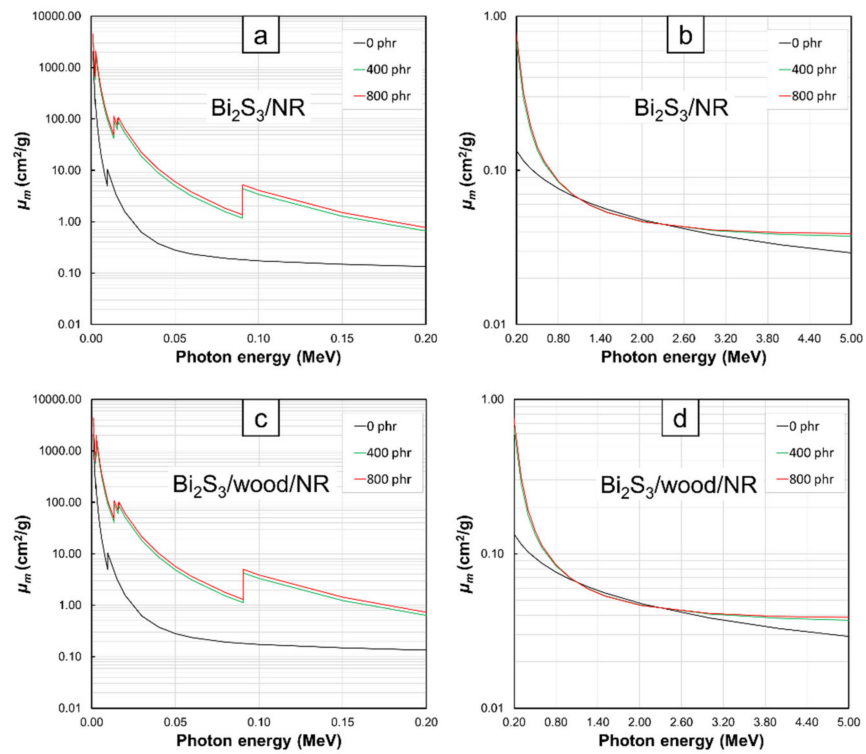 a
10000.00
1000.00
100.00
10.00
1.00
0.10
0.01
μm (cm²/g)
0 phr
400 phr
800 phr
Bi₂S₃/NR
0.00 0.05 0.10 0.15 0.20
Photon energy (MeV)
b
1.00
0.10
0.01
μm (cm²/g)
0 phr
400 phr
800 phr
Bi₂S₃/NR
0.20 0.80 1.40 2.00 2.60 3.20 3.80 4.40 5.00
Photon energy (MeV)
c
10000.00
1000.00
100.00
10.00
1.00
0.10
0.01
μm (cm²/g)
0 phr
400 phr
800 phr
Bi₂S₃/wood/NR
0.00 0.05 0.10 0.15 0.20
Photon energy (MeV)
d
1.00
0.10
0.01
μm (cm²/g)
0 phr
400 phr
800 phr
Bi₂S₃/wood/NR
0.20 0.80 1.40 2.00 2.60 3.20 3.80 4.40 5.00
Photon energy (MeV)